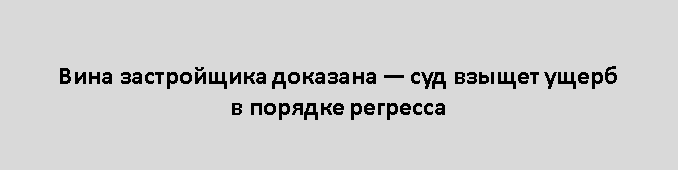 Вина застройщика доказана — суд взыщет ущерб
в порядке регресса